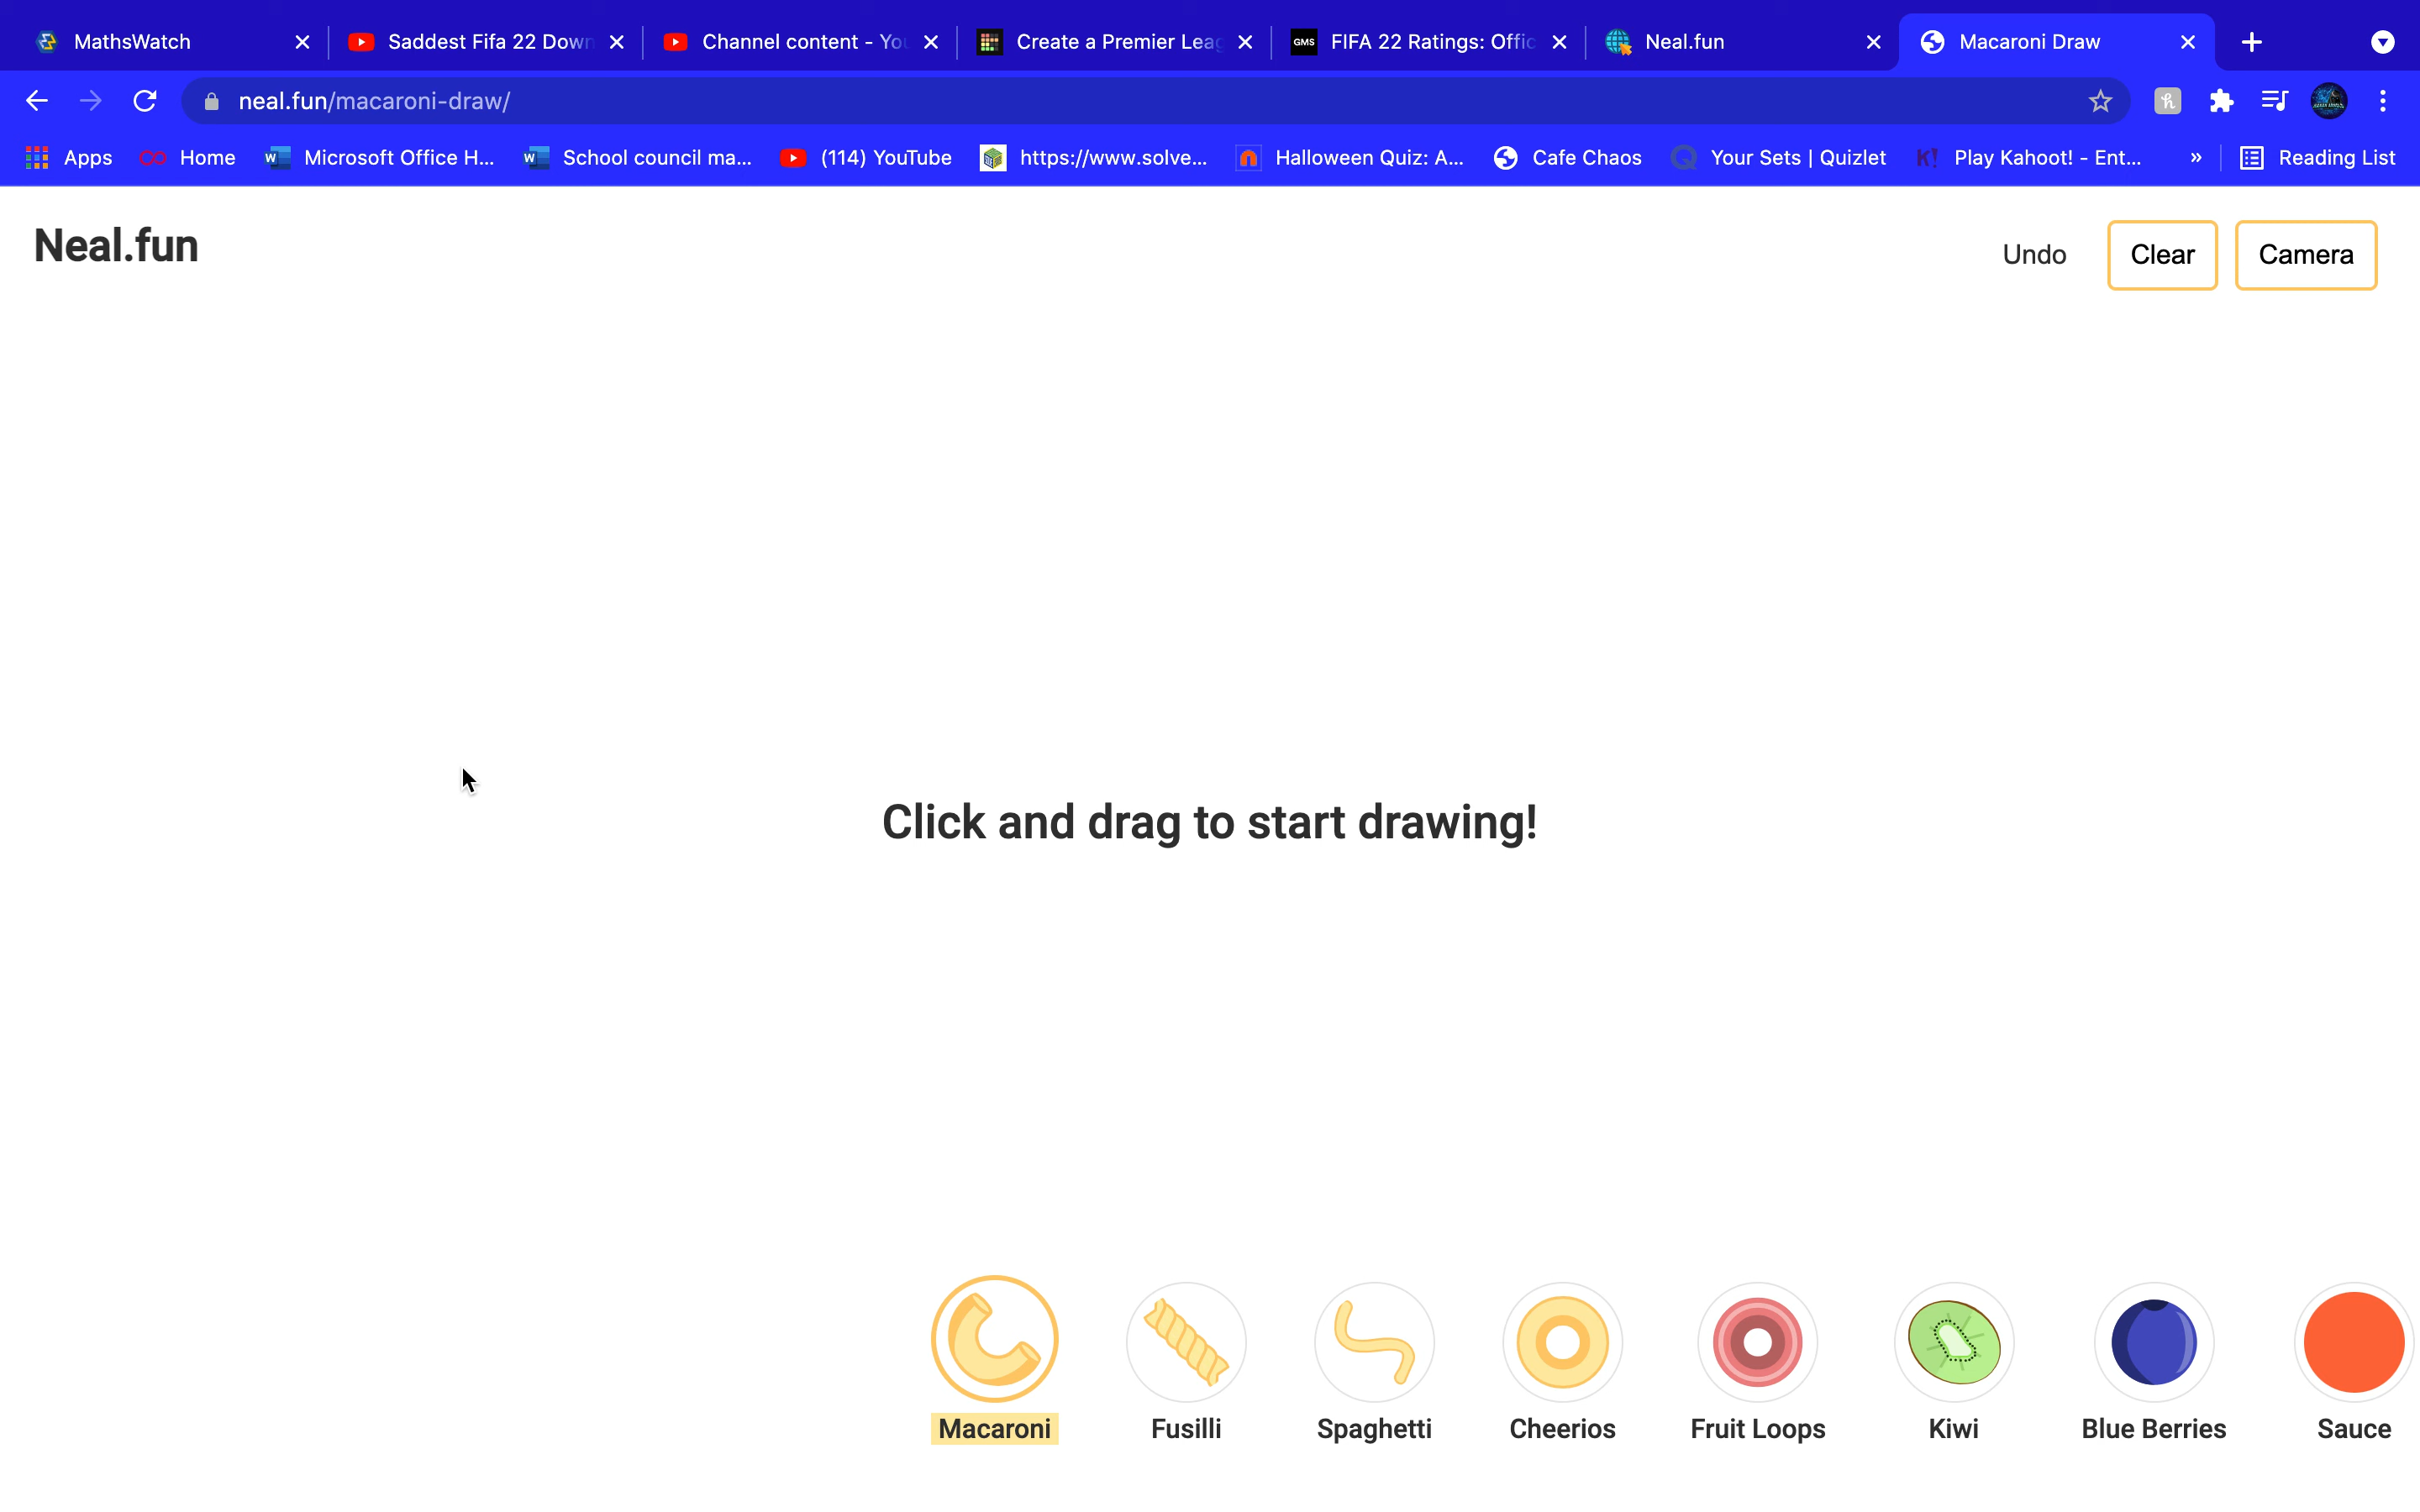 MathsWatch
Saddest Fifa 22 Down
Channel content - You
Create a Premier Leag
GMS
FIFA 22 Ratings: Offic
Neal.fun
Macaroni Draw
neal.fun/macaroni-draw/
Apps
Home
Microsoft Office H...
School council ma...
(114) YouTube
https://www.solve...
Halloween Quiz: A...
Cafe Chaos
Your Sets | Quizlet
K! Play Kahoot! - Ent...
»
Reading List
Neal.fun
Undo
Clear
Camera
Click and drag to start drawing!
Macaroni
Fusilli
Spaghetti
Cheerios
Fruit Loops
Kiwi
Blue Berries
Sauce